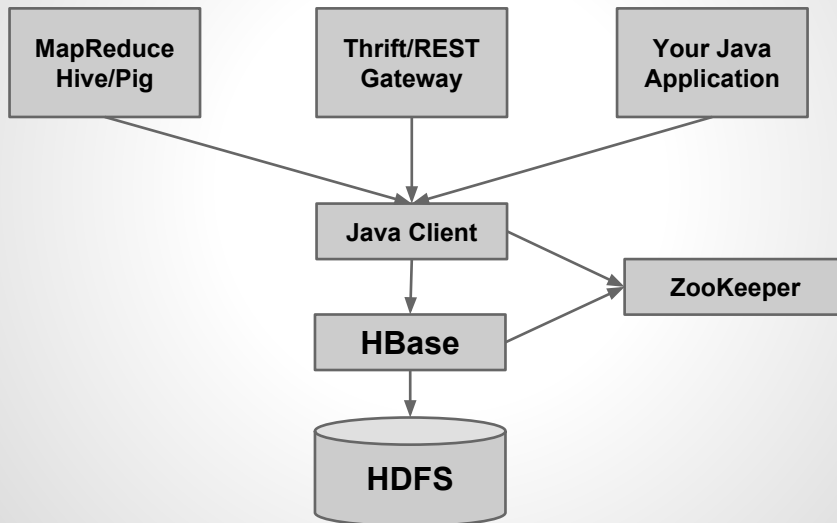 MapReduce
Hive/Pig
Thrift/REST
Gateway
Your Java
Application
Java Client
ZooKeeper
HBase
HDFS